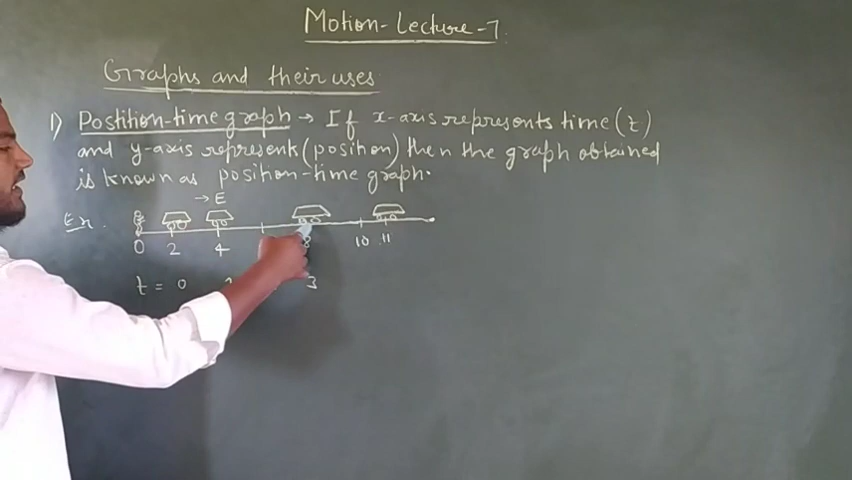 Motion-Lecture-7.
Graphs and their uses
1) Postition-time graph → If x-axis represents time (t)
and y-axis represents (position) then the graph obtained
is known as position-time graph.
→ E
Ex.
0 2 4 8 10 11
t = 0 3